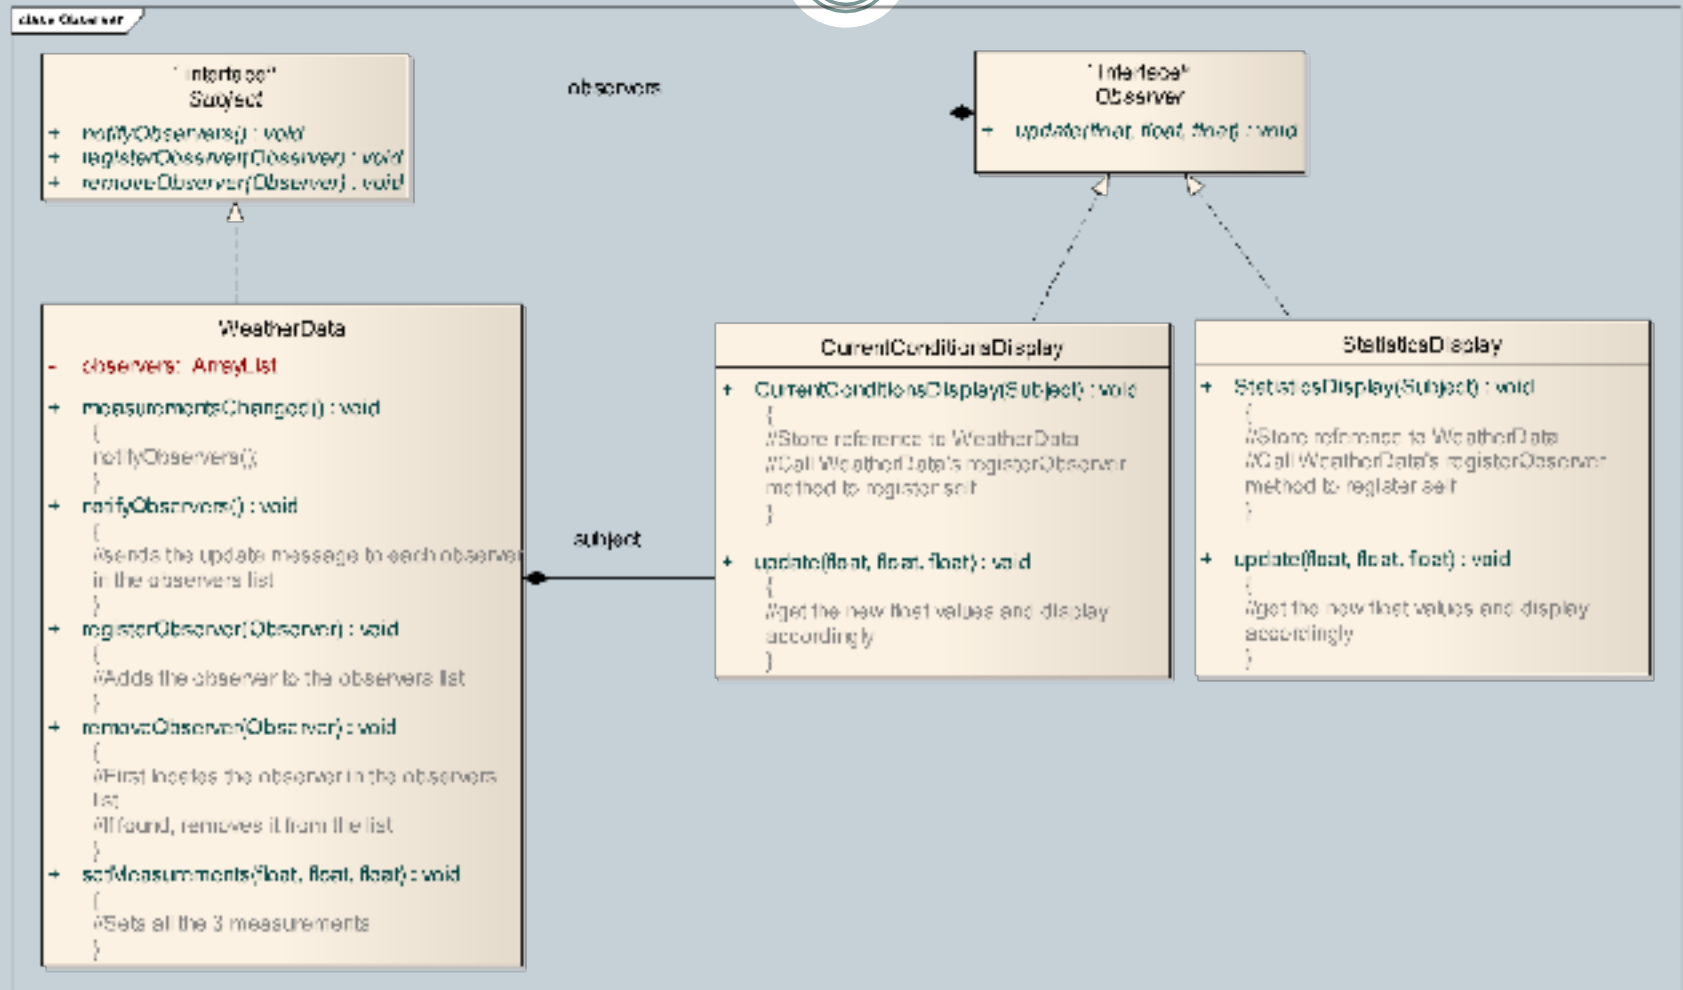 class Observer
"interface"
Subject
+ notifyObservers() : void
+ registerObserver(Observer) : void
+ removeObserver(Observer) : void
observers
"interface"
Observer
+ update(float, float, float) : void
WeatherData
- observers: ArrayList
+ measurementsChanged() : void
{
notifyObservers();
}
+ notifyObservers() : void
{
//sends the update message to each observer
in the observers list
}
+ registerObserver(Observer) : void
{
//Adds the observer to the observers list
}
+ removeObserver(Observer) : void
{
//First locates the observer in the observers
list
//If found, removes it from the list
}
+ setMeasurements(float, float, float) : void
{
//Sets all the 3 measurements
}
subject
CurrentConditionsDisplay
+ CurrentConditionsDisplay(Subject) : void
{
//Store reference to WeatherData
//Call WeatherData's registerObserver
method to register self
}
+ update(float, float, float) : void
{
//get the new float values and display
accordingly
}
StatisticsDisplay
+ StatisticsDisplay(Subject) : void
{
//Store reference to WeatherData
//Call WeatherData's registerObserver
method to register self
}
+ update(float, float, float) : void
{
//get the new float values and display
accordingly
}